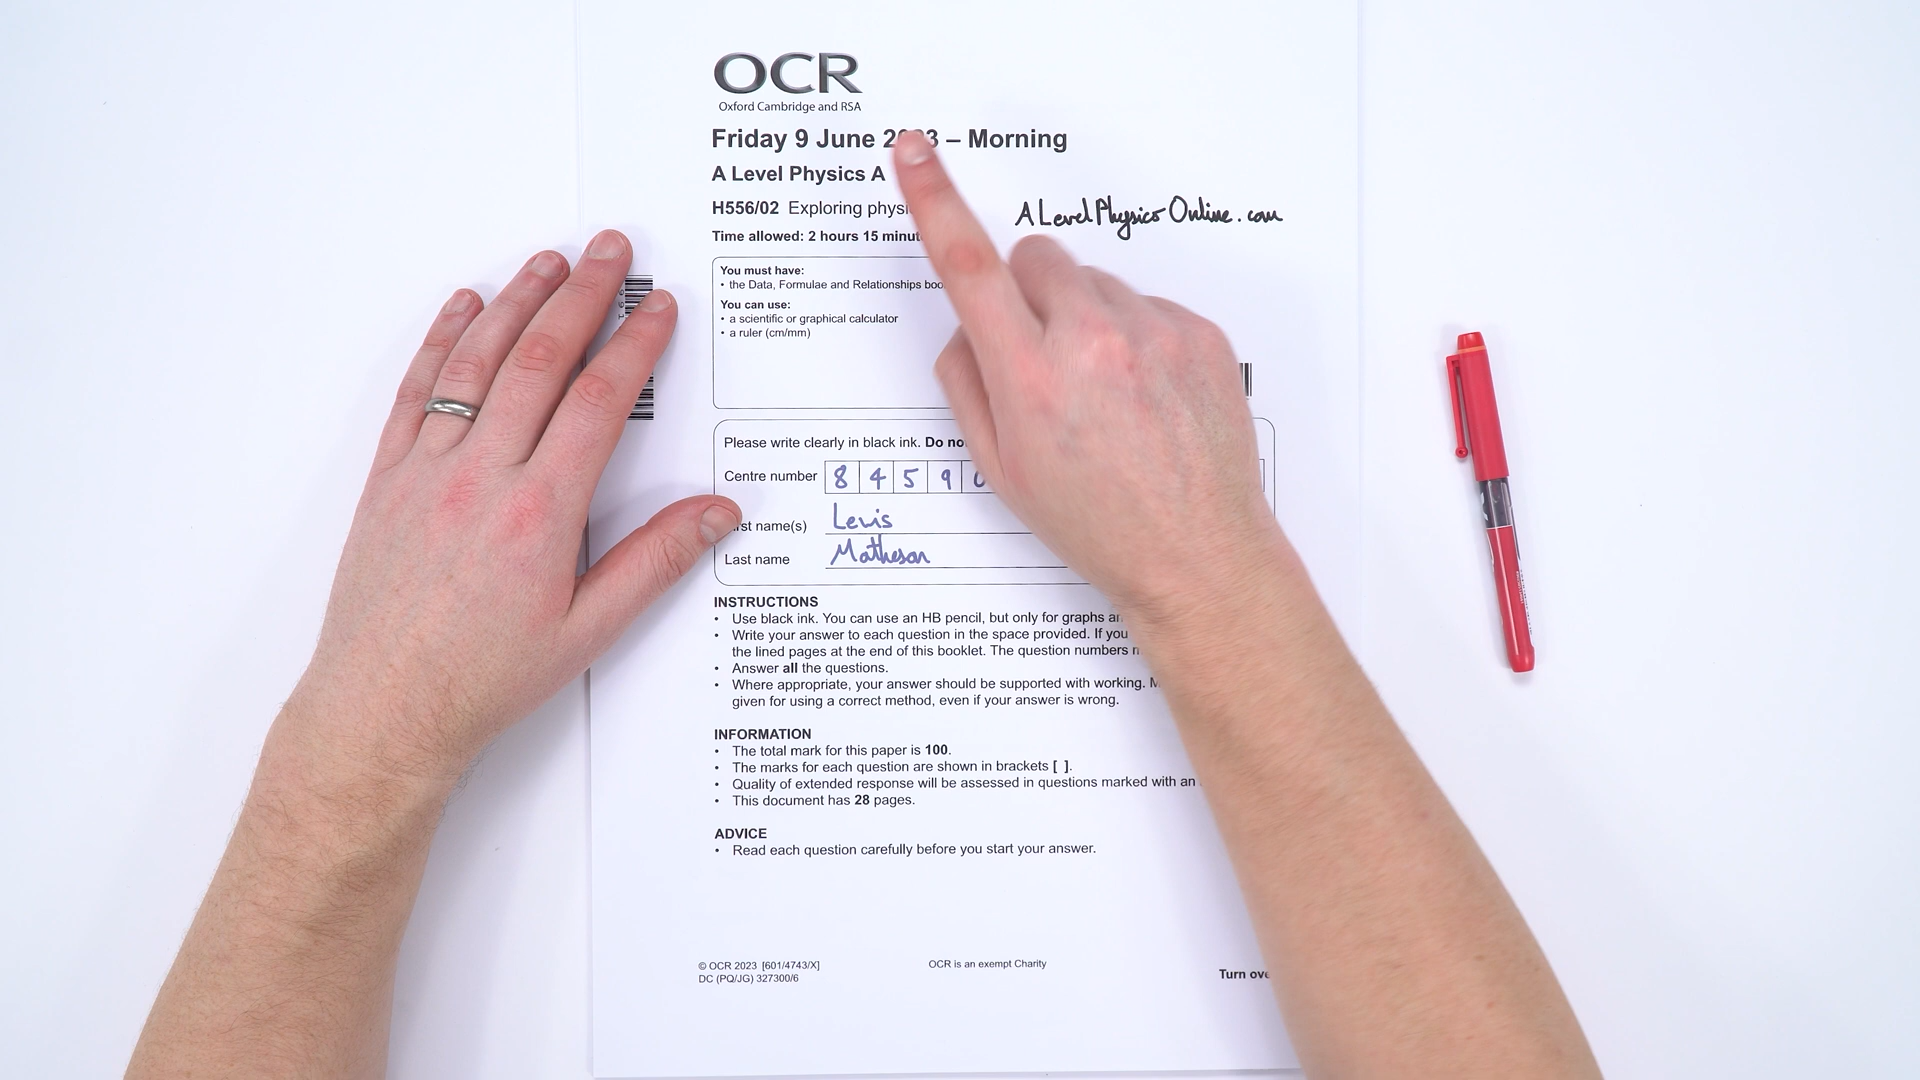 OCR
Oxford Cambridge and RSA
Friday 9 June – Morning
A Level Physics A
H556/02 Exploring
ALevelPhysicsOnline.com
Time allowed: 2 hours 15
You must have:
• the Data, Formulae and Relationships
You can use:
• a scientific or graphical calculator
• a ruler (cm/mm)
Please write clearly in black ink. Do
Centre number 8 4 5 9
name(s) Lewis
Last name Matheson
INSTRUCTIONS
• Use black ink. You can use an HB pencil, but only for graphs
• Write your answer to each question in the space provided. If you
the lined pages at the end of this booklet. The question numbers
• Answer all the questions.
• Where appropriate, your answer should be supported with working.
given for using a correct method, even if your answer is wrong.
INFORMATION
• The total mark for this paper is 100.
• The marks for each question are shown in brackets [ ].
• Quality of extended response will be assessed in questions marked with an
• This document has 28 pages.
ADVICE
• Read each question carefully before you start your answer.
© OCR 2023 [601/4743/X]
DC (PQ/JG) 327300/6
OCR is an exempt Charity
Turn